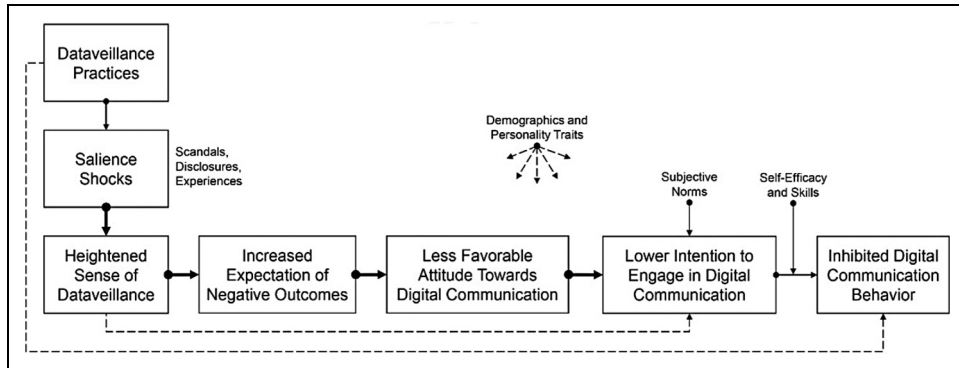 Dataveillance
Practices
Salience
Shocks
Scandals,
Disclosures,
Experiences
Demographics and
Personality Traits
Subjective
Norms
Self-Efficacy
and Skills
Heightened
Sense of
Dataveillance
Increased
Expectation of
Negative Outcomes
Less Favorable
Attitude Towards
Digital Communication
Lower Intention to
Engage in Digital
Communication
Inhibited Digital
Communication
Behavior